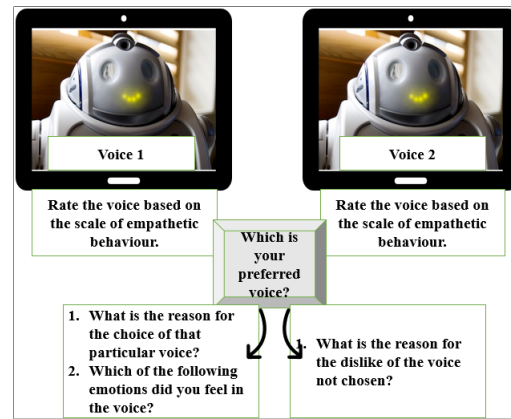 Voice 1
Voice 2
Rate the voice based on
the scale of empathetic
behaviour.
Rate the voice based on
the scale of empathetic
behaviour.
Which is
your
preferred
voice?
1. What is the reason for
the choice of that
particular voice?
2. Which of the following
emotions did you feel in
the voice?
1. What is the reason for
the dislike of the voice
not chosen?